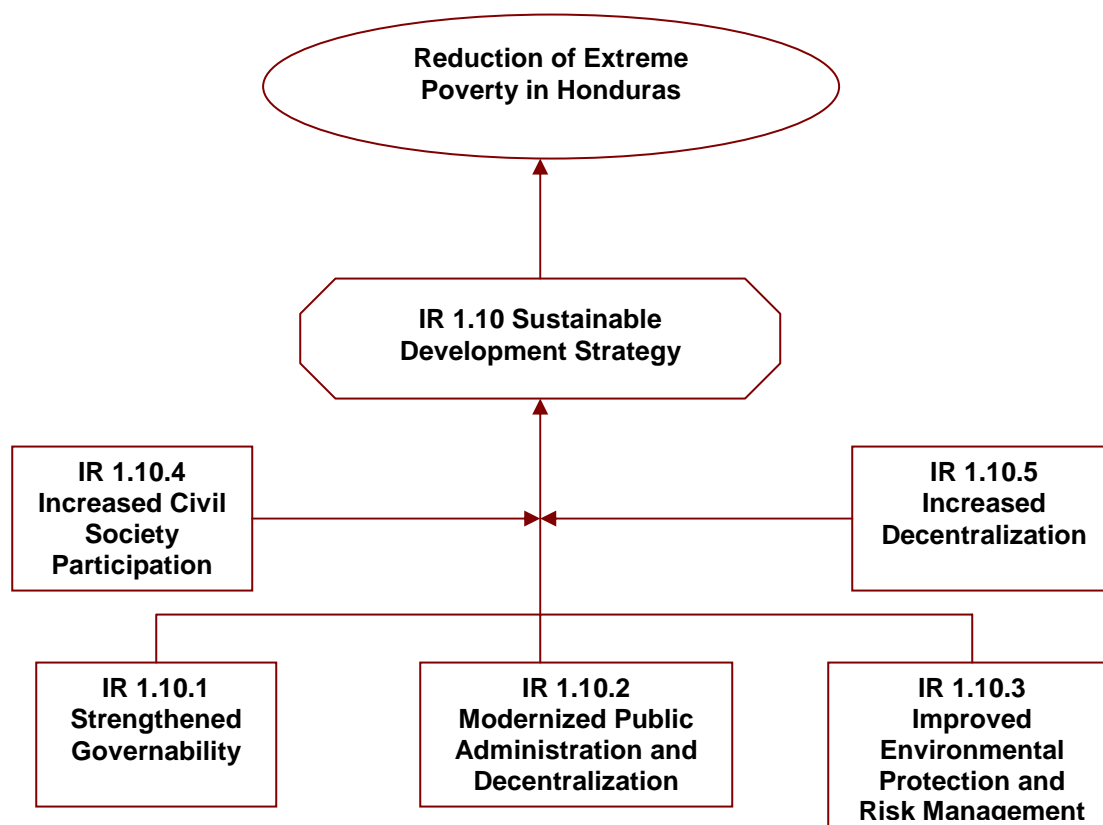 Reduction of Extreme
Poverty in Honduras
IR 1.10 Sustainable
Development Strategy
IR 1.10.4
Increased Civil
Society
Participation
IR 1.10.5
Increased
Decentralization
IR 1.10.1
Strengthened
Governability
IR 1.10.2
Modernized Public
Administration and
Decentralization
IR 1.10.3
Improved
Environmental
Protection and
Risk Management